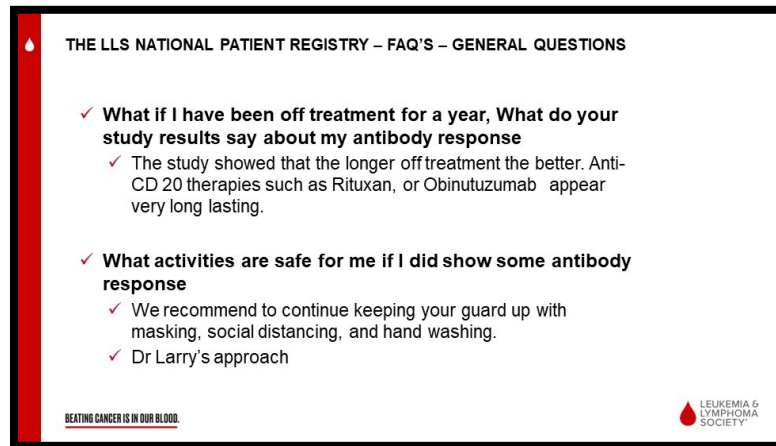 THE LLS NATIONAL PATIENT REGISTRY – FAQ'S – GENERAL QUESTIONS
✓ What if I have been off treatment for a year, What do your
study results say about my antibody response
✓ The study showed that the longer off treatment the better. Anti-
CD 20 therapies such as Rituxan, or Obinutuzumab appear
very long lasting.
✓ What activities are safe for me if I did show some antibody
response
✓ We recommend to continue keeping your guard up with
masking, social distancing, and hand washing.
✓ Dr Larry's approach
BEATING CANCER IS IN OUR BLOOD.
LEUKEMIA &
LYMPHOMA
SOCIETY